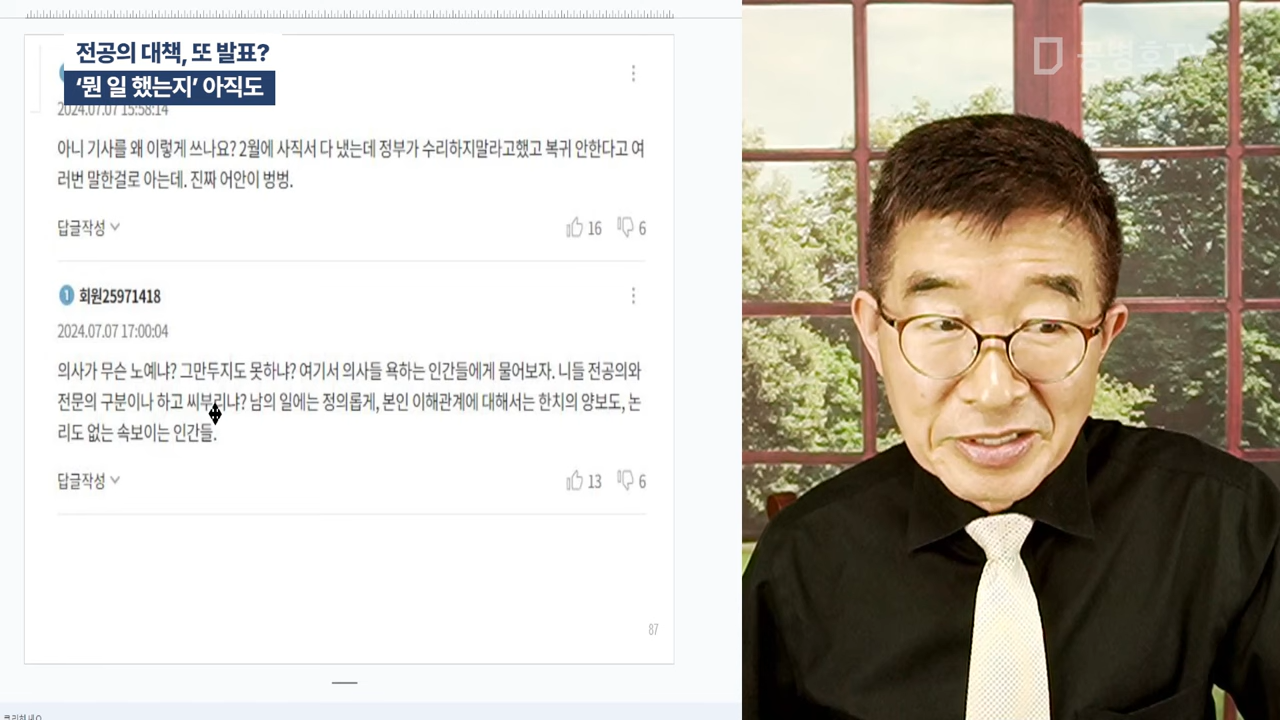 전공의 대책, 또 발표?
‘뭔 일 했는지’ 아직도
공병호TV
2024.07.07 15:58:14
아니 기사를 왜 이렇게 쓰나요? 2월에 사직서 다 냈는데 정부가 수리하지말라고했고 복귀 안한다고 여
러번 말한걸로 아는데. 진짜 어안이 벙벙.
답글작성
16
6
1 회원25971418
2024.07.07 17:00:04
의사가 무슨 노예냐? 그만두지도 못하냐? 여기서 의사들 욕하는 인간들에게 물어보자. 니들 전공의와
전문의 구분이나 하고 씨부리냐? 남의 일에는 정의롭게, 본인 이해관계에 대해서는 한치의 양보도, 논
리도 없는 속보이는 인간들.
답글작성
13
6
87